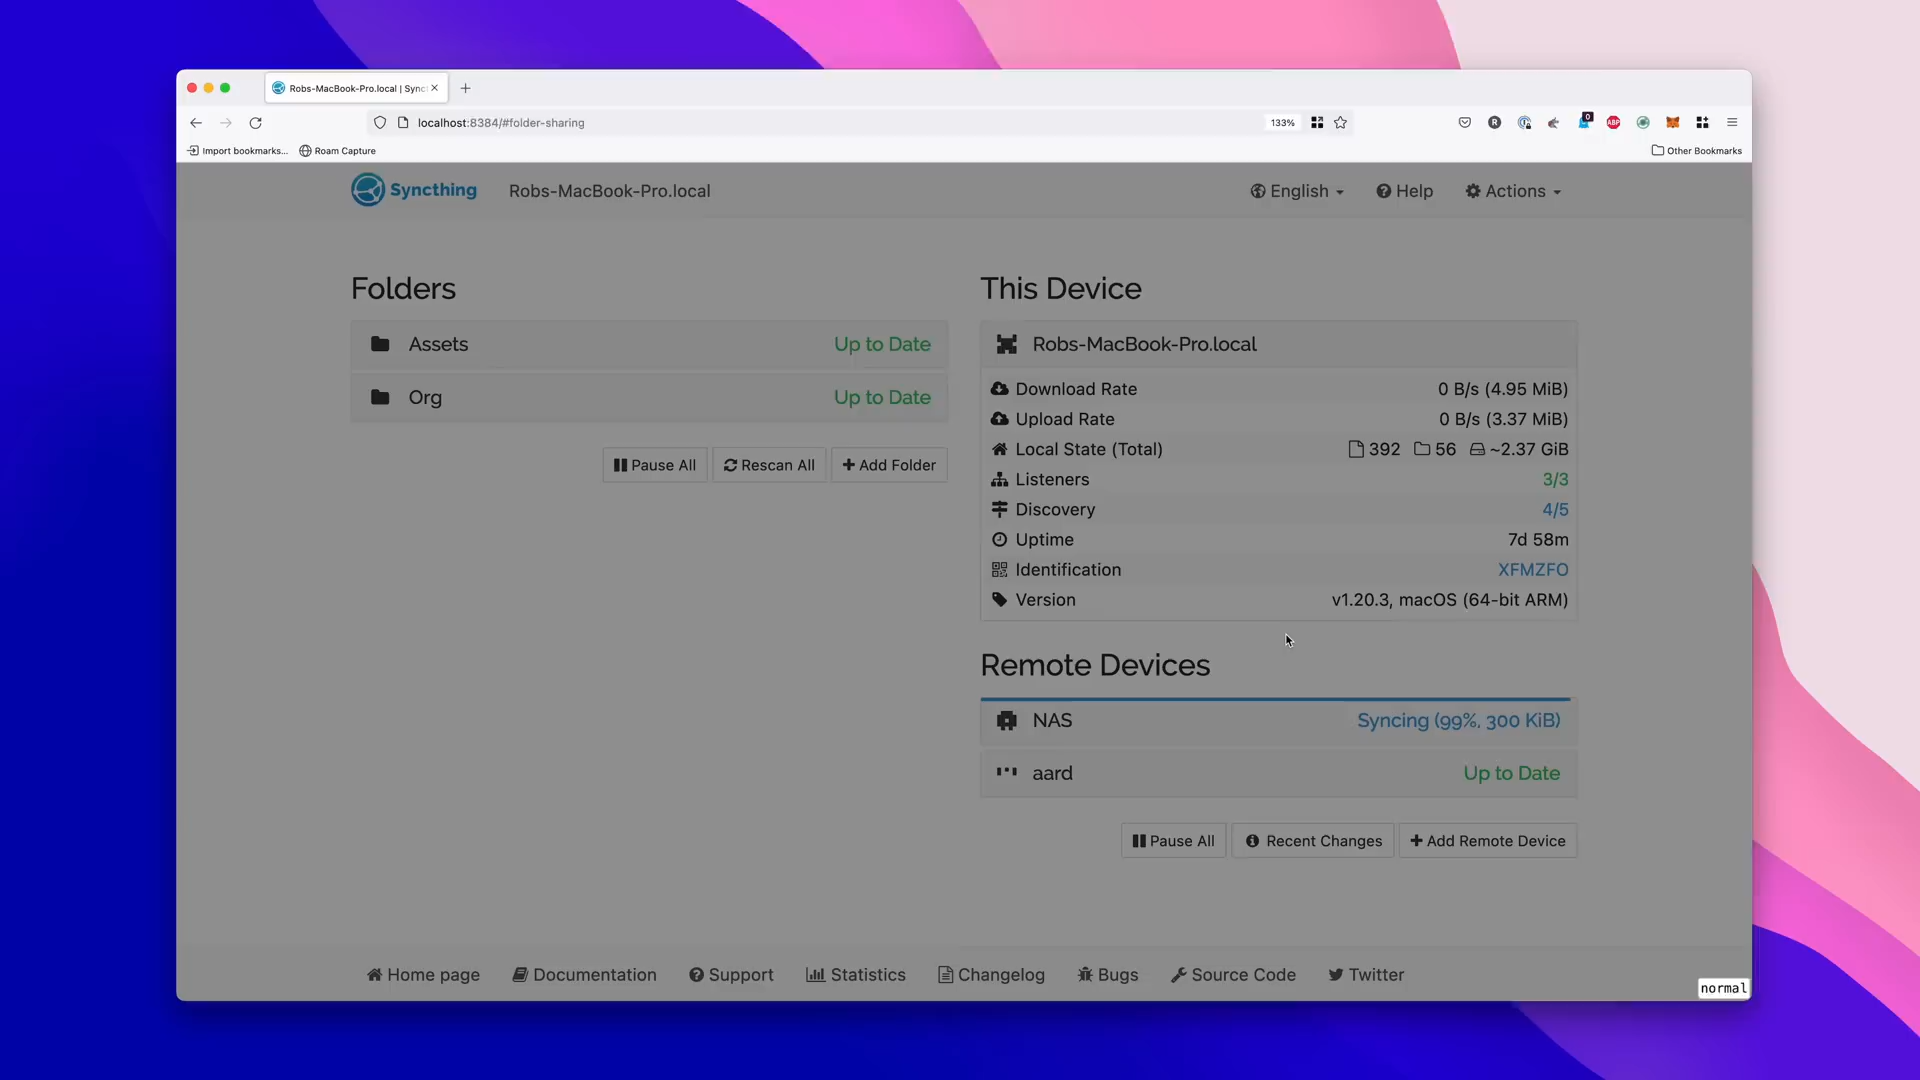 Robs-MacBook-Pro.local | Sync
localhost:8384/#folder-sharing
133%
R
0
ABP
Import bookmarks...
Roam Capture
Other Bookmarks
Syncthing
Robs-MacBook-Pro.local
English
Help
Actions
Folders
Assets
Up to Date
Org
Up to Date
Pause All
Rescan All
Add Folder
This Device
Robs-MacBook-Pro.local
Download Rate 0 B/s (4.95 MiB)
Upload Rate 0 B/s (3.37 MiB)
Local State (Total) 392 56 ~2.37 GiB
Listeners 3/3
Discovery 4/5
Uptime 7d 58m
Identification XFMZFO
Version v1.20.3, macOS (64-bit ARM)
Remote Devices
NAS Syncing (99%, 300 KiB)
aard Up to Date
Pause All
Recent Changes
Add Remote Device
Home page
Documentation
Support
Statistics
Changelog
Bugs
Source Code
Twitter
normal